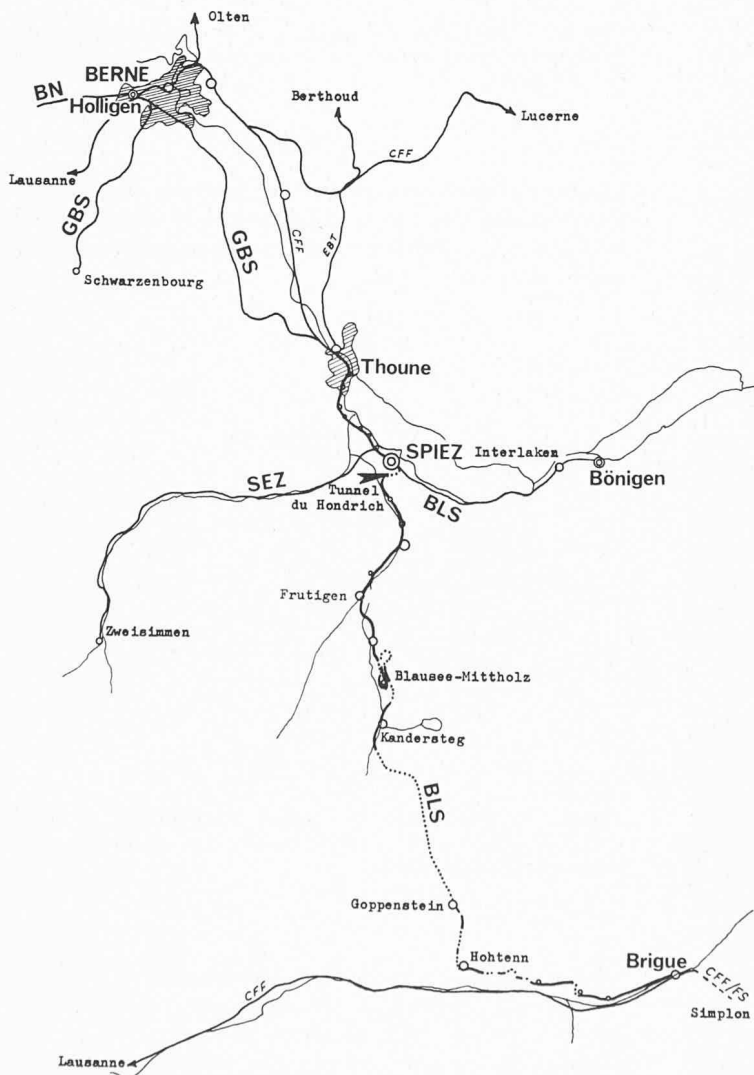 Olten
BERNE
BN
Holligen
Berthoud
Lucerne
CFF
Lausanne
GBS
GBS
CFF
EBT
Schwarzenbourg
Thoune
SPIEZ
Interlaken
Bönigen
SEZ
Tunnel
du Hondrich
BLS
Frutigen
Zweisimmen
Blausee-Mittholz
Kandersteg
BLS
Goppenstein
Hohtenn
Brigue
CFF/FS
Simplon
CFF
Lausanne